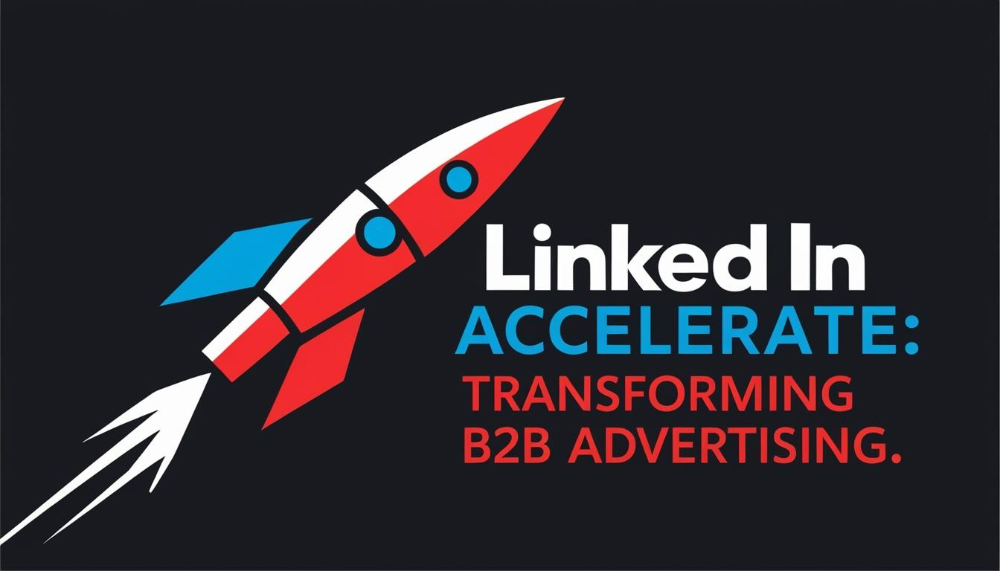 Linked In
ACCELERATE:
TRANSFORMING
B2B ADVERTISING.